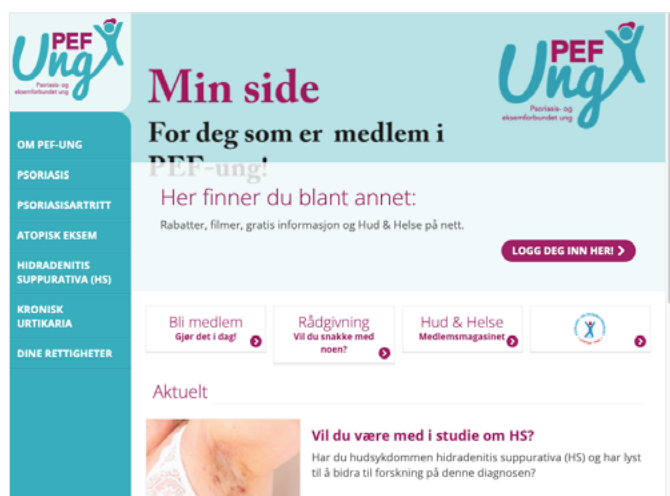 PEF
Ung
Psoriasis- og
eksemforbundet ung
OM PEF-UNG
PSORIASIS
PSORIASISARTRITT
ATOPISK EKSEM
HIDRADENITIS
SUPPURATIVA (HS)
KRONISK
URTIKARIA
DINE RETTIGHETER
Min side
For deg som er medlem i
PEF-ung!
PEF
Ung
Psoriasis- og
eksemforbundet ung
Her finner du blant annet:
Rabatter, filmer, gratis informasjon og Hud & Helse på nett.
LOGG DEG INN HER!
Bli medlem
Gjør det i dag!
Rådgivning
Vil du snakke med
noen?
Hud & Helse
Medlemsmagasinet
Aktuelt
Vil du være med i studie om HS?
Har du hudsykdommen hidradenitis suppurativa (HS) og har lyst
til å bidra til forskning på denne diagnosen?